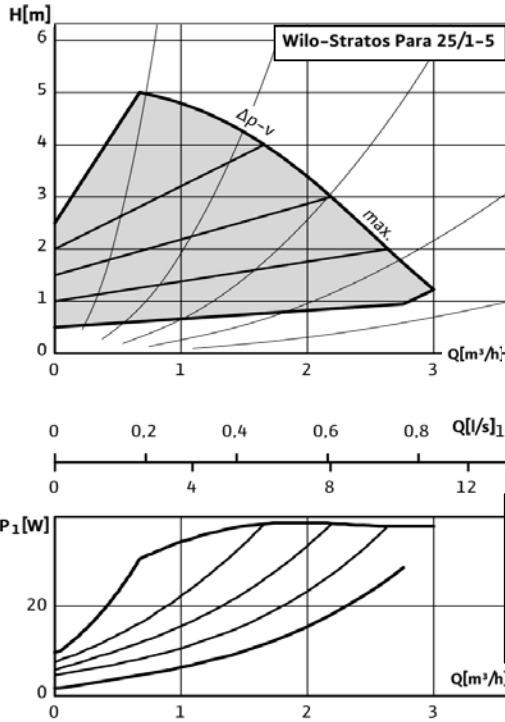 H[m]
Wilo-Stratos Para 25/1-5
6
5
4
3
2
1
0
Δp-v
max.
0 1 2 3 Q[m³/h]
0 0,2 0,4 0,6 0,8 Q[l/s]1
0 4 8 12
P₁[W]
20
0
Q[m³/h]
0 1 2 3